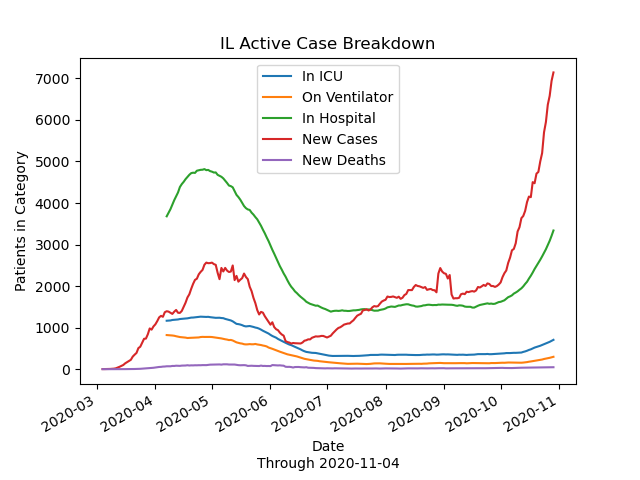 IL Active Case Breakdown
In ICU
On Ventilator
In Hospital
New Cases
New Deaths
Patients in Category
7000
6000
5000
4000
3000
2000
1000
0
2020-03
2020-04
2020-05
2020-06
2020-07
2020-08
2020-09
2020-10
2020-11
Date
Through 2020-11-04